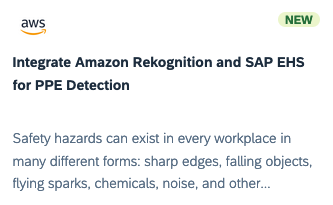 aws
NEW
Integrate Amazon Rekognition and SAP EHS
for PPE Detection
Safety hazards can exist in every workplace in
many different forms: sharp edges, falling objects,
flying sparks, chemicals, noise, and other...